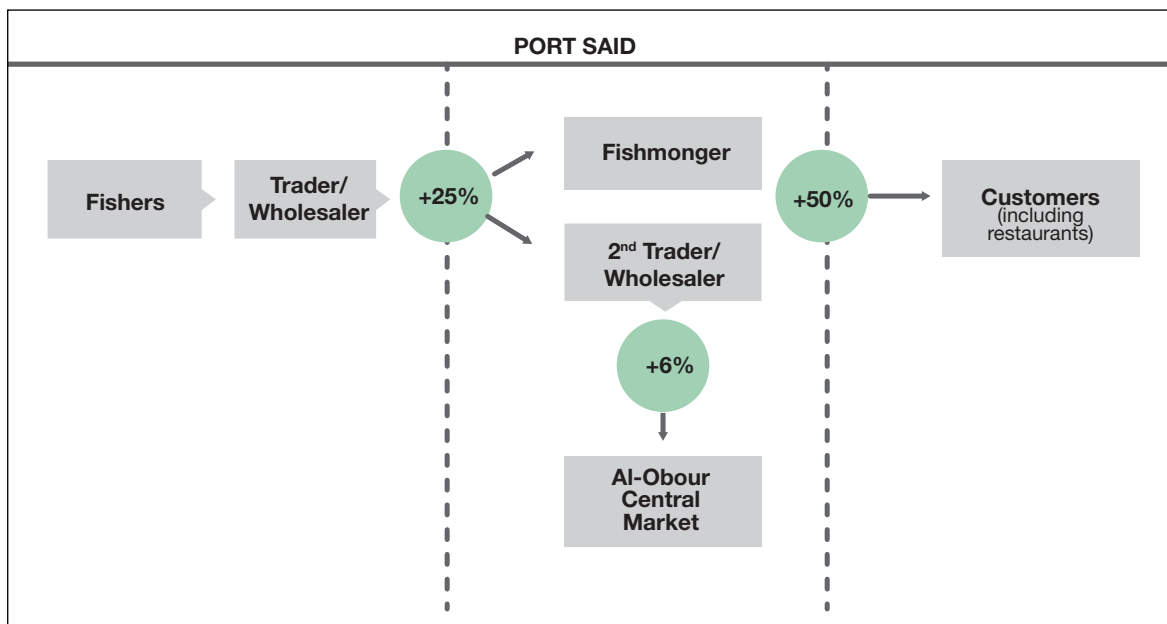 PORT SAID
Fishers
Trader/
Wholesaler
+25%
Fishmonger
2nd Trader/
Wholesaler
+6%
Al-Obour
Central
Market
+50%
Customers
(including
restaurants)